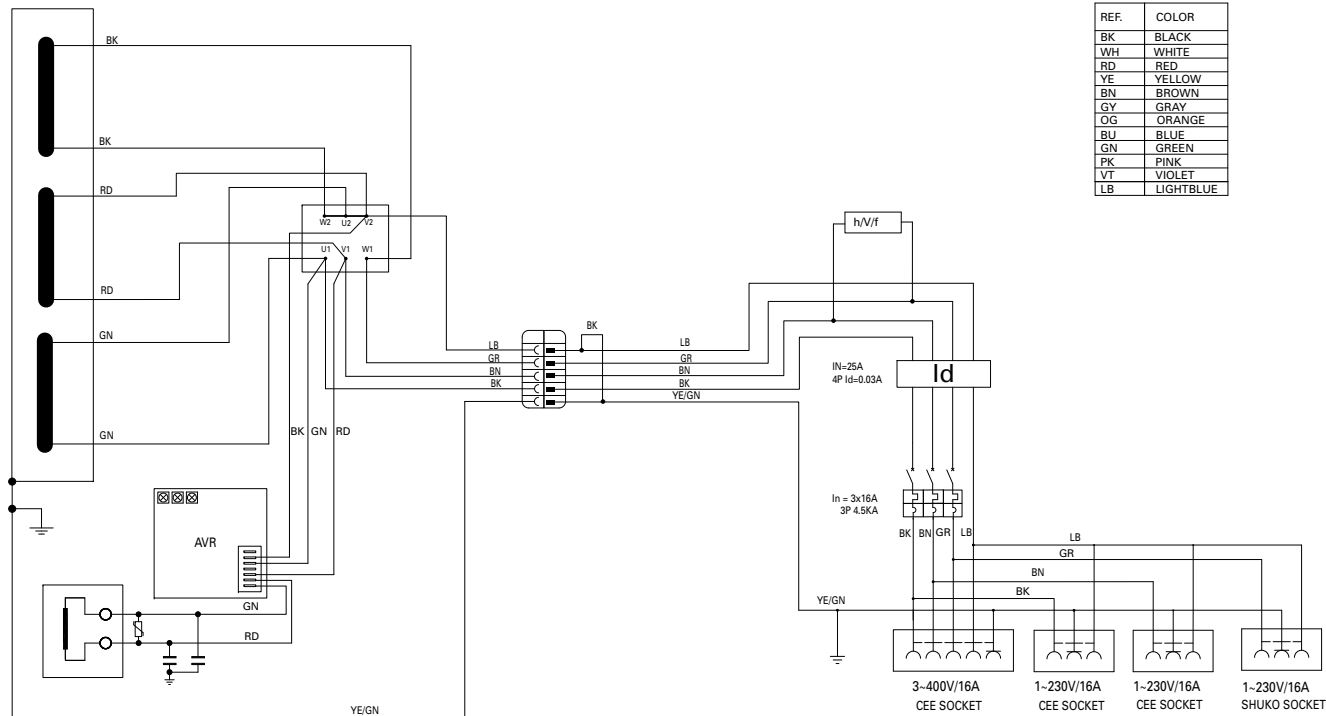 REF. COLOR
BK BLACK
WH WHITE
RD RED
YE YELLOW
BN BROWN
GY GRAY
OG ORANGE
BU BLUE
GN GREEN
PK PINK
VT VIOLET
LB LIGHTBLUE
BK
BK
RD
W2 U2 V2
U1 V1 W1
h/V/f
RD
GN
BK
LB LB
GR GR
BN BN
BK BK
YE/GN
IN=25A
4P Id=0.03A
Id
GN
BK GN RD
In = 3x16A
3P 4.5KA
AVR
BK BN GR LB
LB
GR
BN
BK
GN
RD
YE/GN
3~400V/16A
CEE SOCKET
1~230V/16A
CEE SOCKET
1~230V/16A
CEE SOCKET
1~230V/16A
SHUKO SOCKET
YE/GN